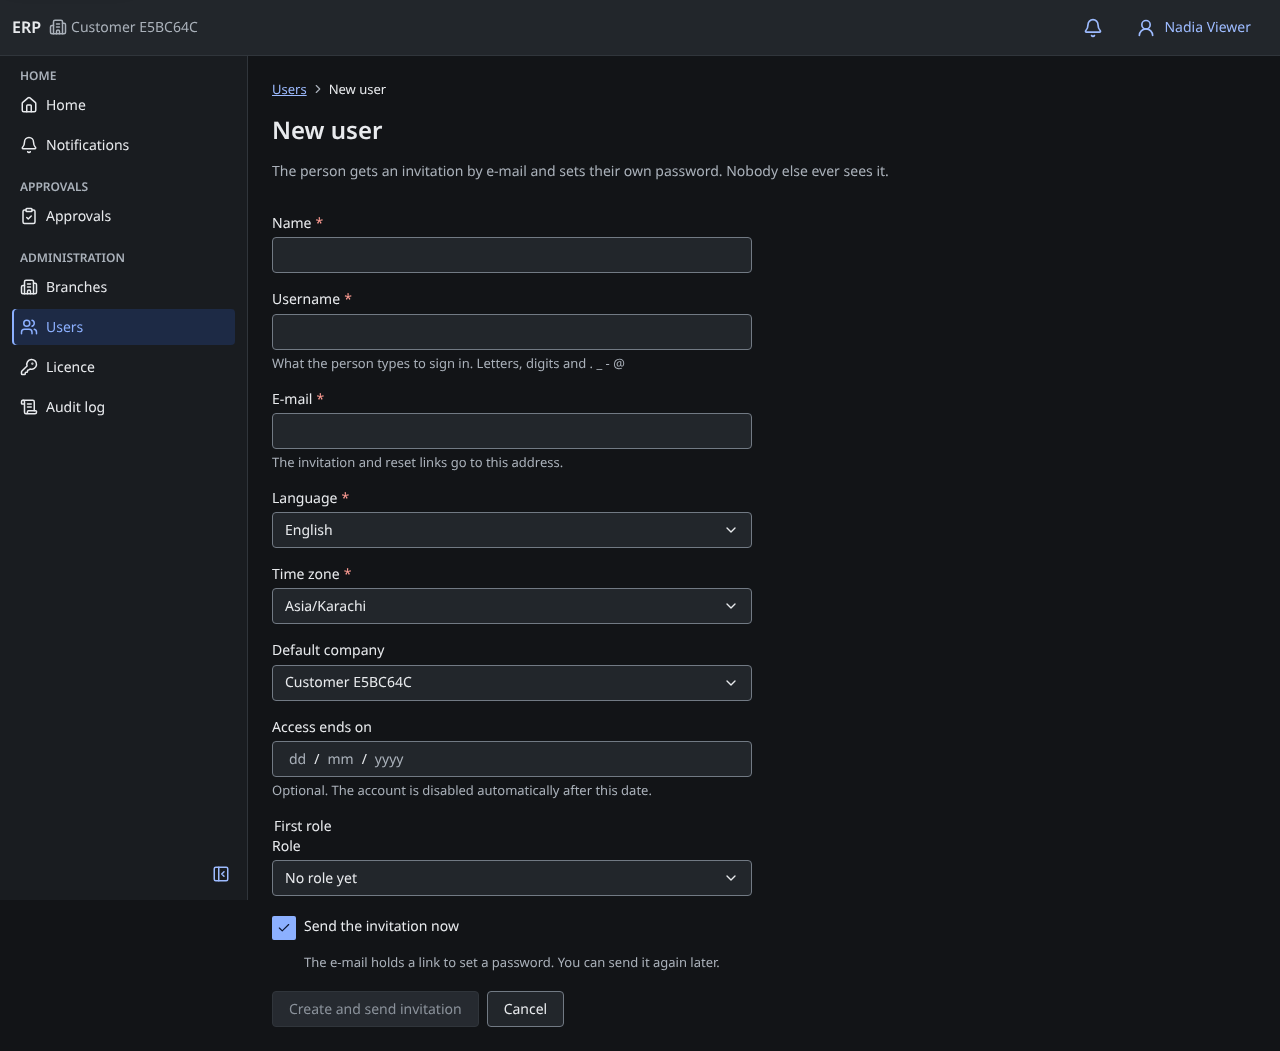 ERP Customer E5BC64C
Nadia Viewer
HOME
Home
Notifications
APPROVALS
Approvals
ADMINISTRATION
Branches
Users
Licence
Audit log
Users > New user
New user
The person gets an invitation by e-mail and sets their own password. Nobody else ever sees it.
Name *
Username *
What the person types to sign in. Letters, digits and . _ - @
E-mail *
The invitation and reset links go to this address.
Language *
English
Time zone *
Asia/Karachi
Default company
Customer E5BC64C
Access ends on
dd / mm / yyyy
Optional. The account is disabled automatically after this date.
First role
Role
No role yet
Send the invitation now
The e-mail holds a link to set a password. You can send it again later.
Create and send invitation
Cancel